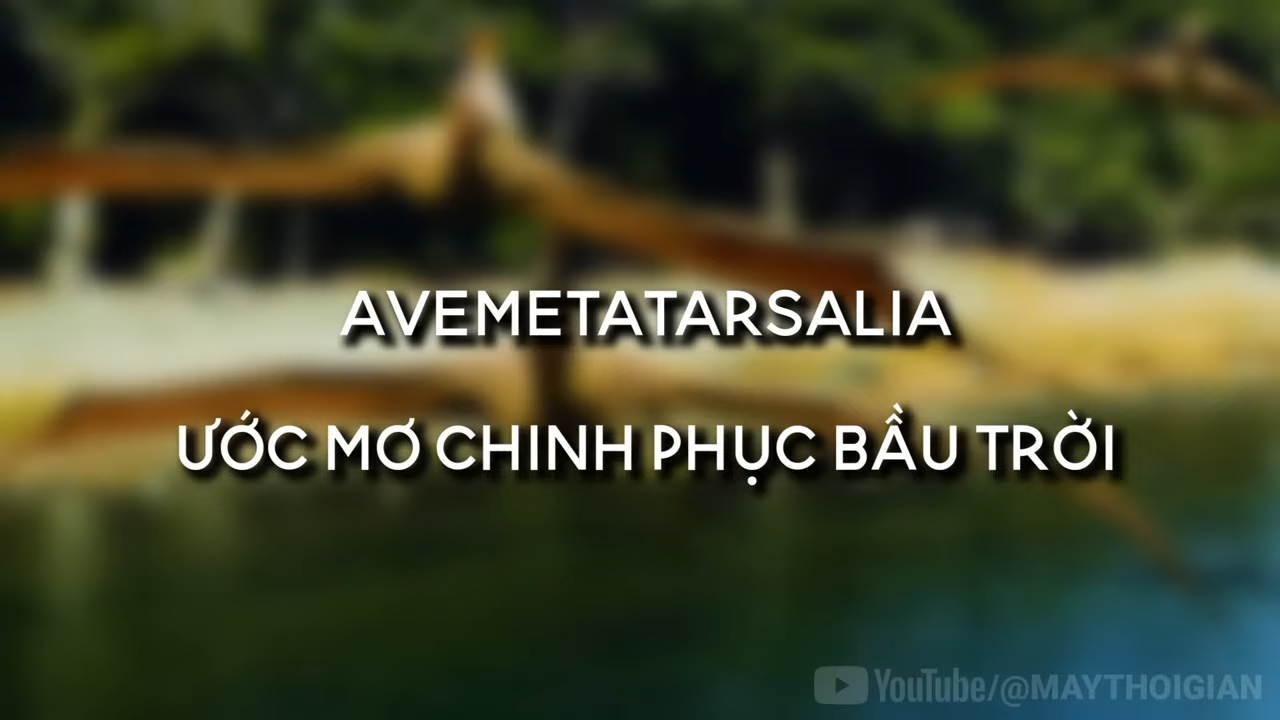 AVEMETATARSALIA
ƯỚC MƠ CHINH PHỤC BẦU TRỜI
YouTube/@MAYTHOIGIAN